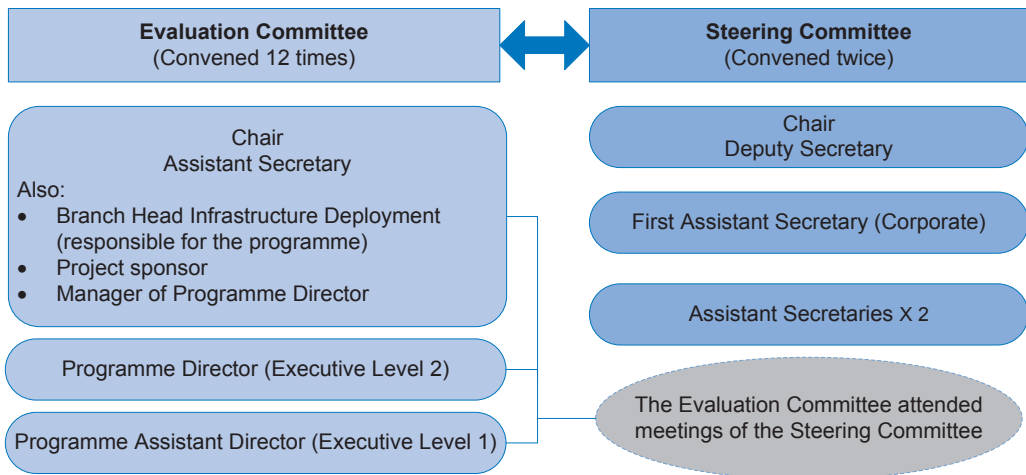 Evaluation Committee
(Convened 12 times)
Chair
Assistant Secretary
Also:
• Branch Head Infrastructure Deployment
(responsible for the programme)
• Project sponsor
• Manager of Programme Director
Programme Director (Executive Level 2)
Programme Assistant Director (Executive Level 1)
Steering Committee
(Convened twice)
Chair
Deputy Secretary
First Assistant Secretary (Corporate)
Assistant Secretaries X 2
The Evaluation Committee attended
meetings of the Steering Committee